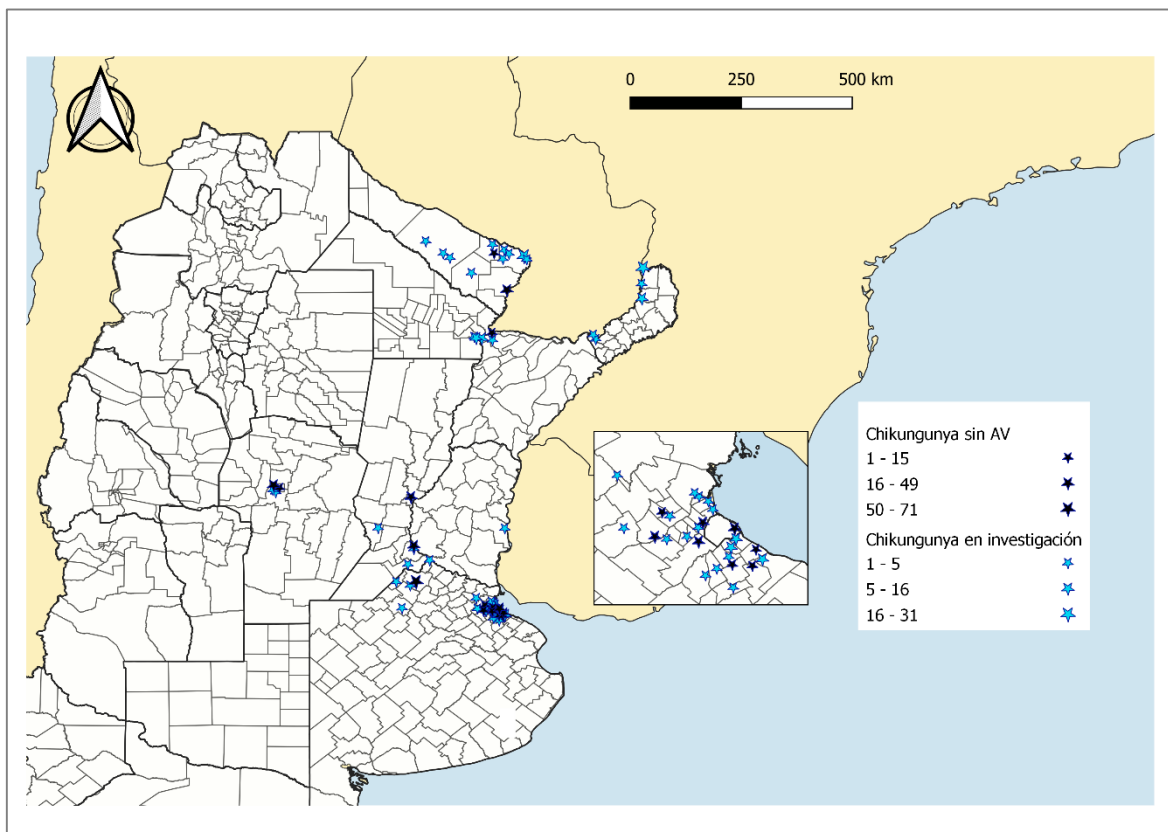 0 250 500 km
Chikungunya sin AV
1 - 15
16 - 49
50 - 71
Chikungunya en investigación
1 - 5
5 - 16
16 - 31